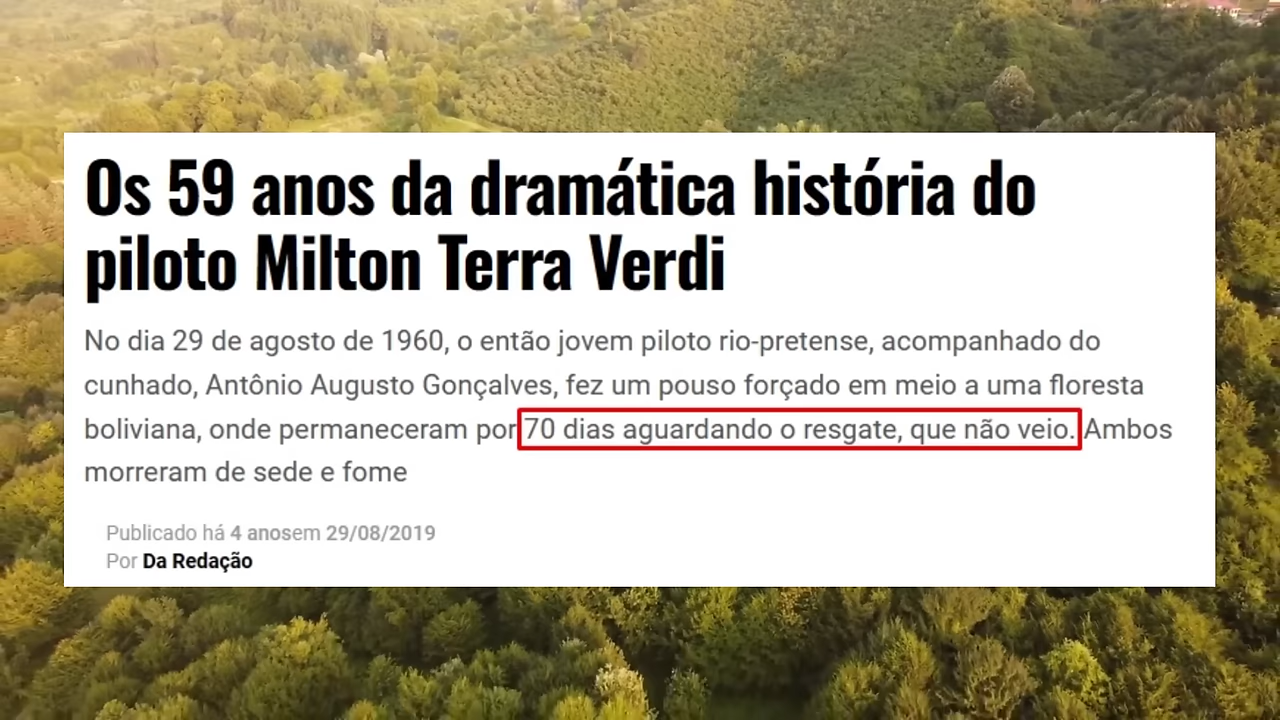 Os 59 anos da dramática história do
piloto Milton Terra Verdi
No dia 29 de agosto de 1960, o então jovem piloto rio-pretense, acompanhado do
cunhado, Antônio Augusto Gonçalves, fez um pouso forçado em meio a uma floresta
boliviana, onde permaneceram por 70 dias aguardando o resgate, que não veio. Ambos
morreram de sede e fome
Publicado há 4 anosem 29/08/2019
Por Da Redação